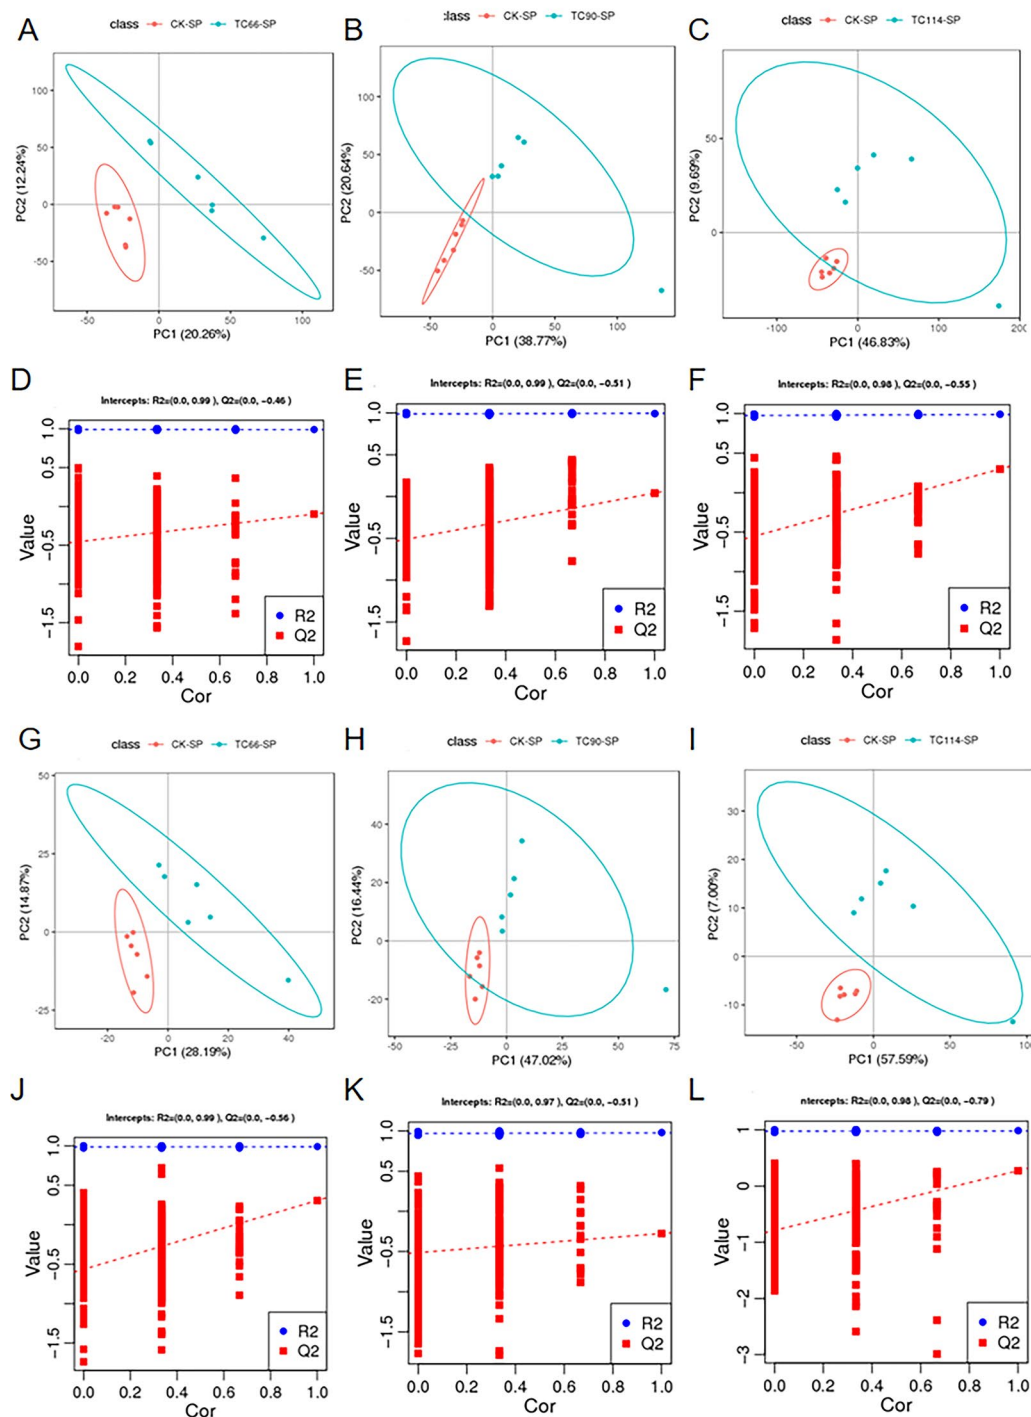 A
class CK-SP TC66-SP
PC2 (12.24%)
100
50
0
-50
-50 0 50 100
PC1 (20.26%)
B
class CK-SP TC90-SP
PC2 (20.64%)
100
50
0
-50
-50 0 50 100
PC1 (38.77%)
C
class CK-SP TC114-SP
PC2 (9.69%)
50
0
-100 0 100 200
PC1 (46.83%)
D
Intercepts: R2=(0.0, 0.99 ), Q2=(0.0, −0.46)
Value
1.0
0.5
−0.5
−1.5
R2
Q2
0.0 0.2 0.4 0.6 0.8 1.0
Cor
E
Intercepts: R2=(0.0, 0.99 ), Q2=(0.0, −0.51)
Value
1.0
0.5
−0.5
−1.5
R2
Q2
0.0 0.2 0.4 0.6 0.8 1.0
Cor
F
Intercepts: R2=(0.0, 0.98 ), Q2=(0.0, −0.55)
Value
1.0
0.5
−0.5
−1.5
R2
Q2
0.0 0.2 0.4 0.6 0.8 1.0
Cor
G
class CK-SP TC66-SP
PC2 (14.87%)
50
25
0
-25
0 40
PC1 (28.19%)
H
class CK-SP TC90-SP
PC2 (16.44%)
40
20
0
-20
-50 -25 0 25 50 75
PC1 (47.02%)
I
class CK-SP TC114-SP
PC2 (7.00%)
30
20
10
0
-10
-50 0 50 100
PC1 (57.59%)
J
Intercepts: R2=(0.0, 0.99 ), Q2=(0.0, −0.56)
Value
1.0
0.5
−0.5
−1.5
R2
Q2
0.0 0.2 0.4 0.6 0.8 1.0
Cor
K
Intercepts: R2=(0.0, 0.97 ), Q2=(0.0, −0.51)
Value
1.0
0.5
−0.5
−1.5
R2
Q2
0.0 0.2 0.4 0.6 0.8 1.0
Cor
L
ntercepts: R2=(0.0, 0.98 ), Q2=(0.0, −0.79)
Value
1
0
−1
−2
−3
R2
Q2
0.0 0.2 0.4 0.6 0.8 1.0
Cor